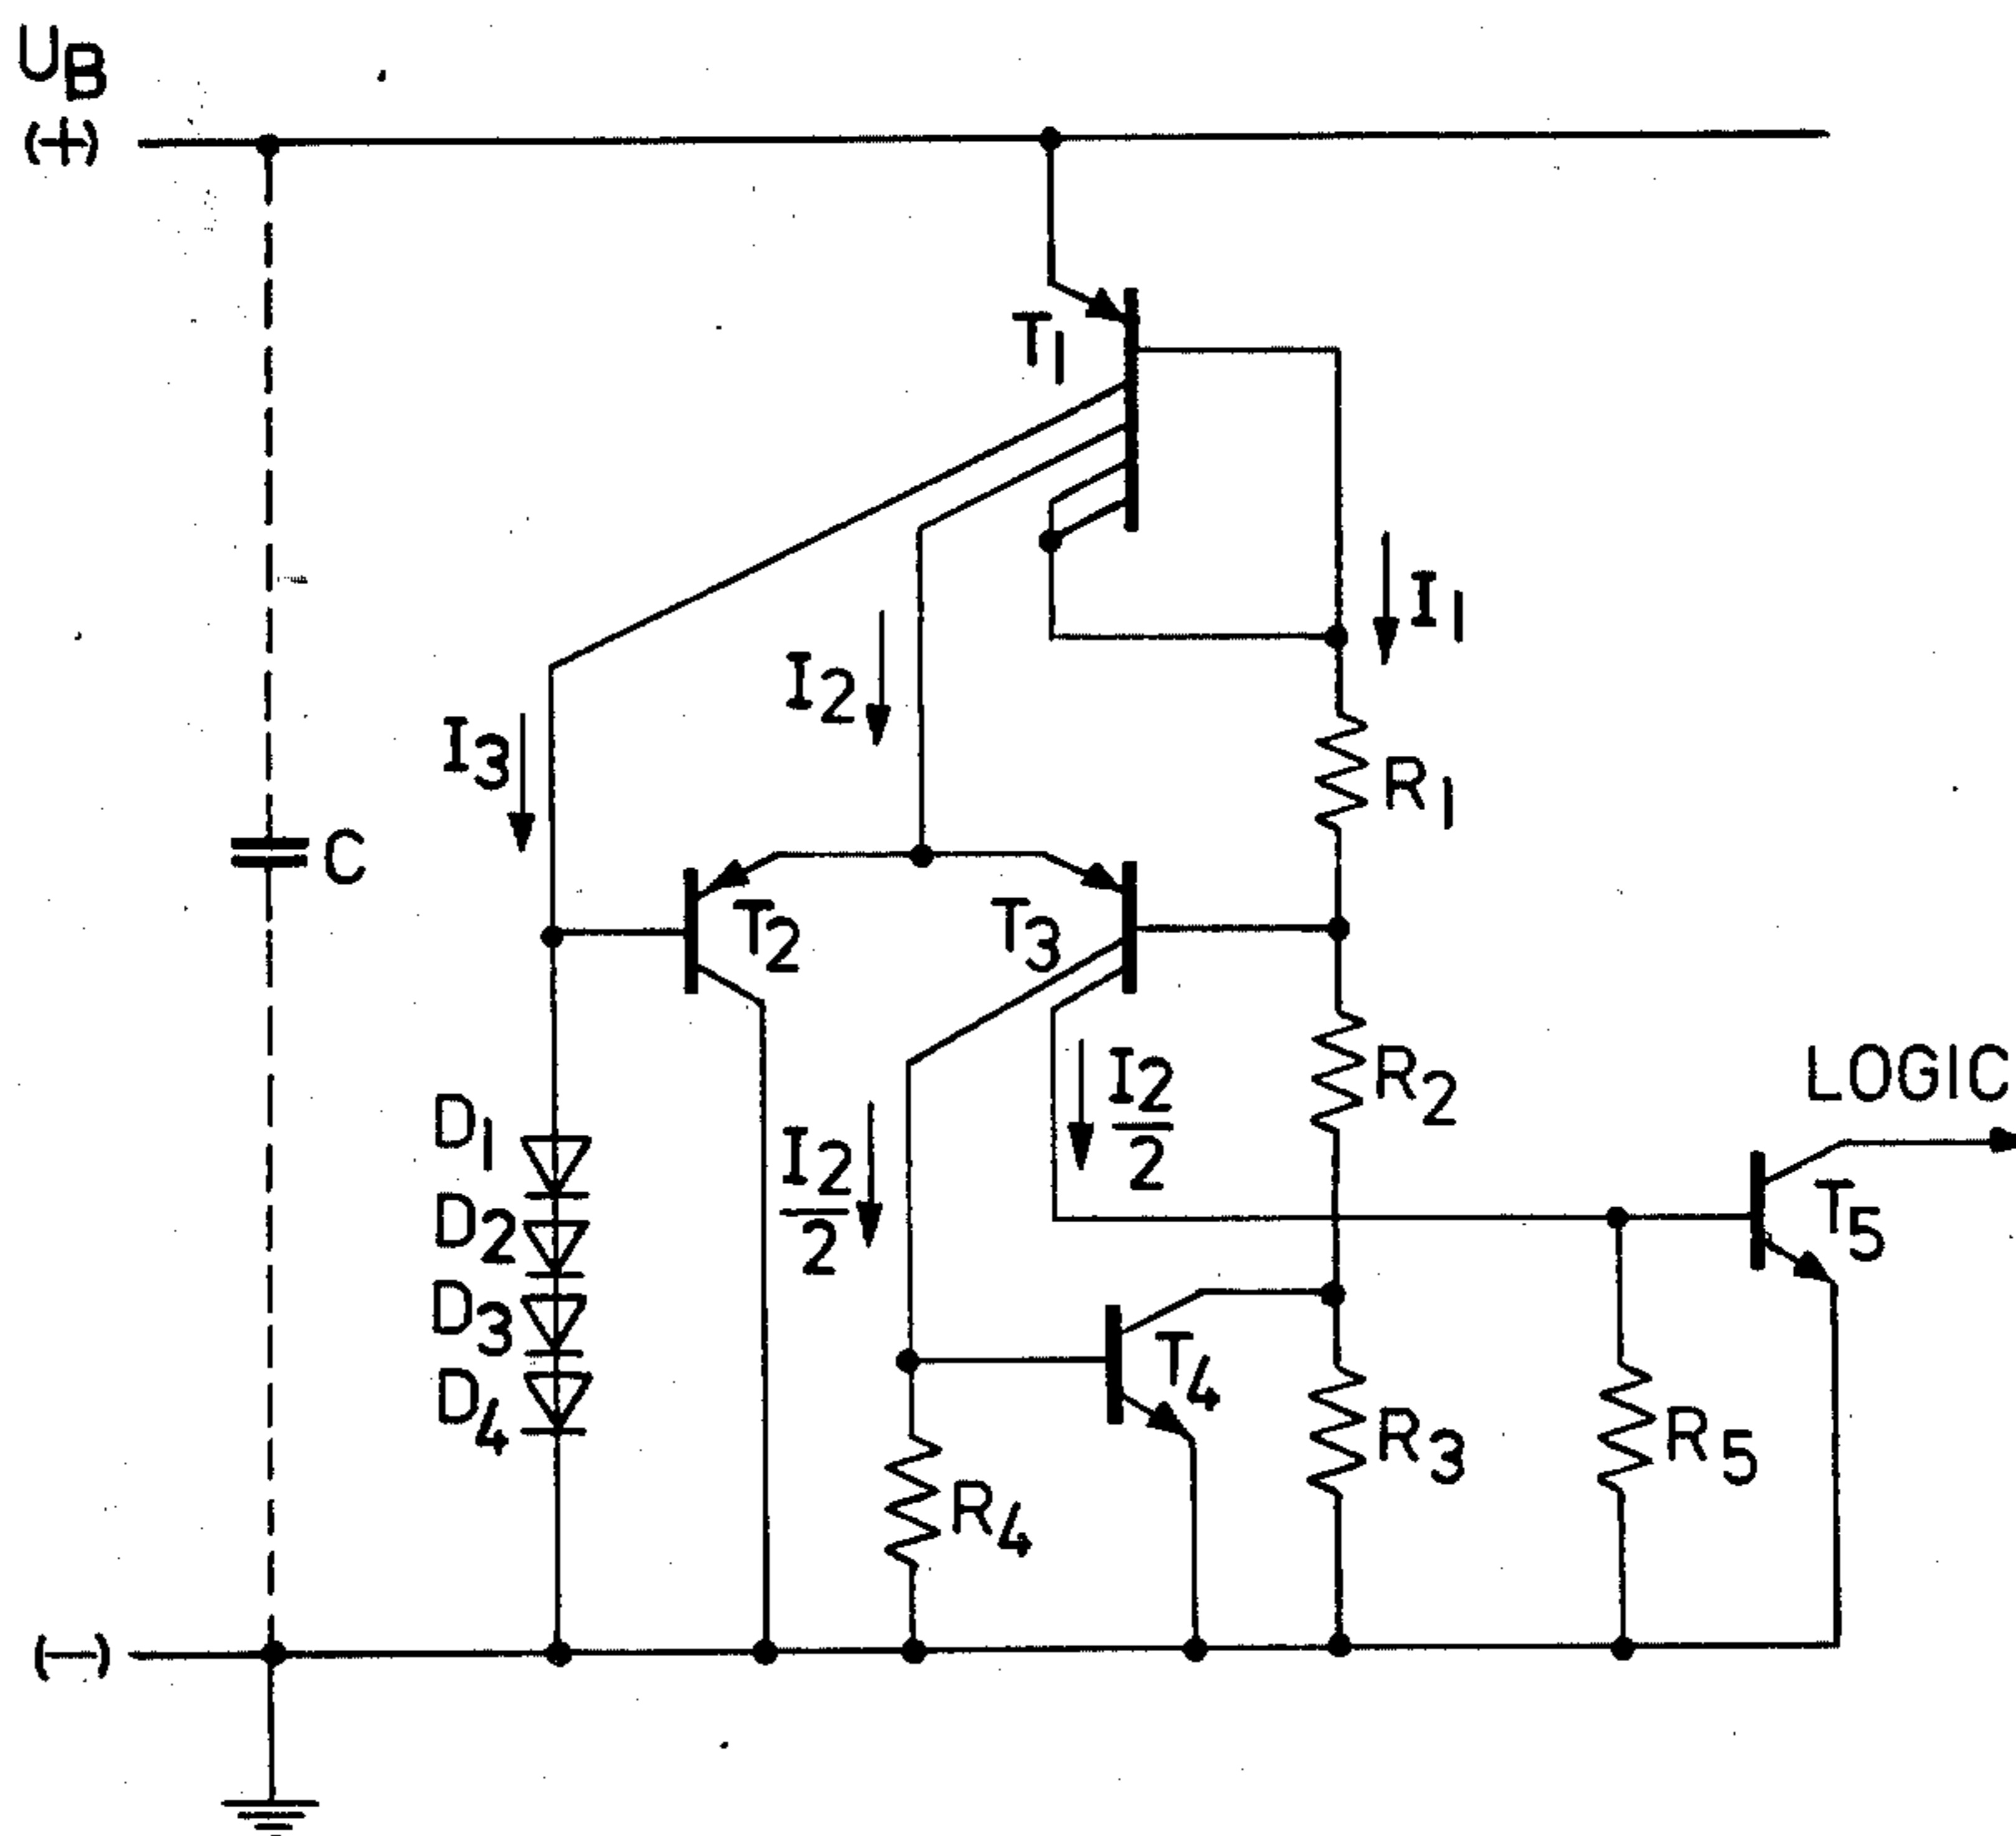 UB
(+)
T1
I1
I2
I3
R1
C
T2
T3
R2
LOGIC
I2/2
I2/2
D1
D2
D3
D4
T5
T4
R3
R5
R4
(-)